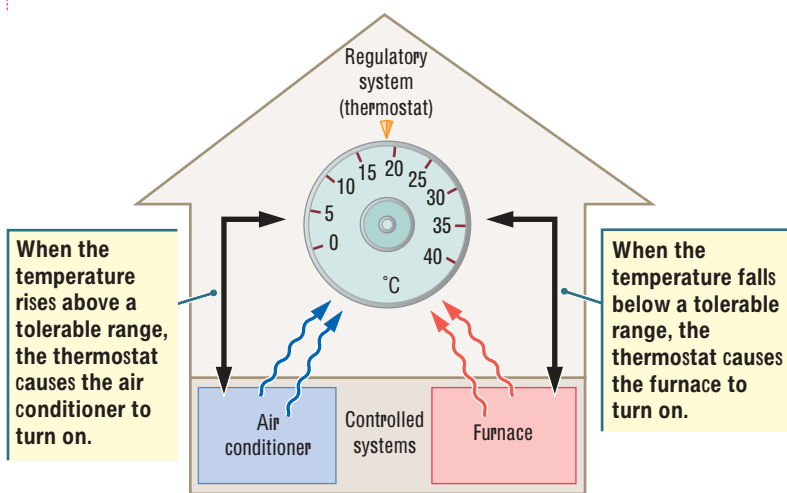 Regulatory
system
(thermostat)
0
5
10
15
20
25
30
35
40
°C
When the
temperature
rises above a
tolerable range,
the thermostat
causes the air
conditioner to
turn on.
When the
temperature falls
below a tolerable
range, the
thermostat causes
the furnace to
turn on.
Air
conditioner
Controlled
systems
Furnace